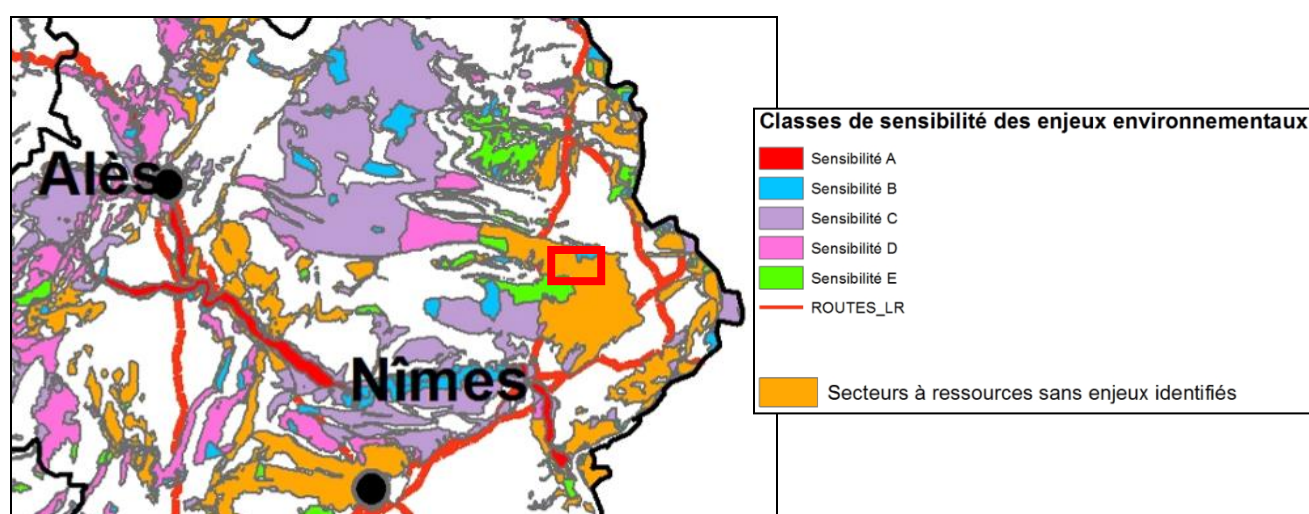 Alès
Nîmes
Classes de sensibilité des enjeux environnementaux
Sensibilité A
Sensibilité B
Sensibilité C
Sensibilité D
Sensibilité E
ROUTES_LR
Secteurs à ressources sans enjeux identifiés